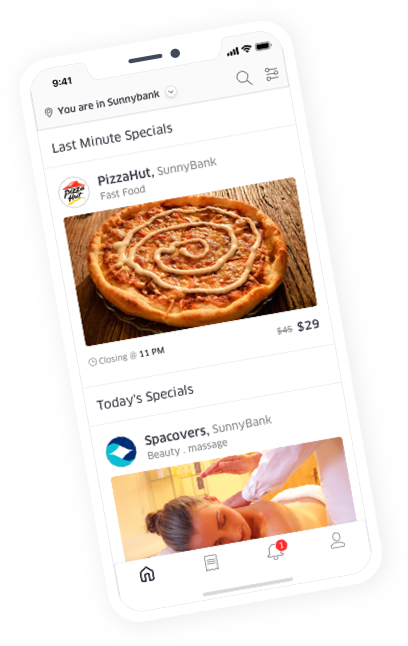 9:41
You are in Sunnybank
Last Minute Specials
Pizza Hut
PizzaHut, SunnyBank
Fast Food
Closing @ 11 PM
$45 $29
Today's Specials
Spacovers, SunnyBank
Beauty . massage
1